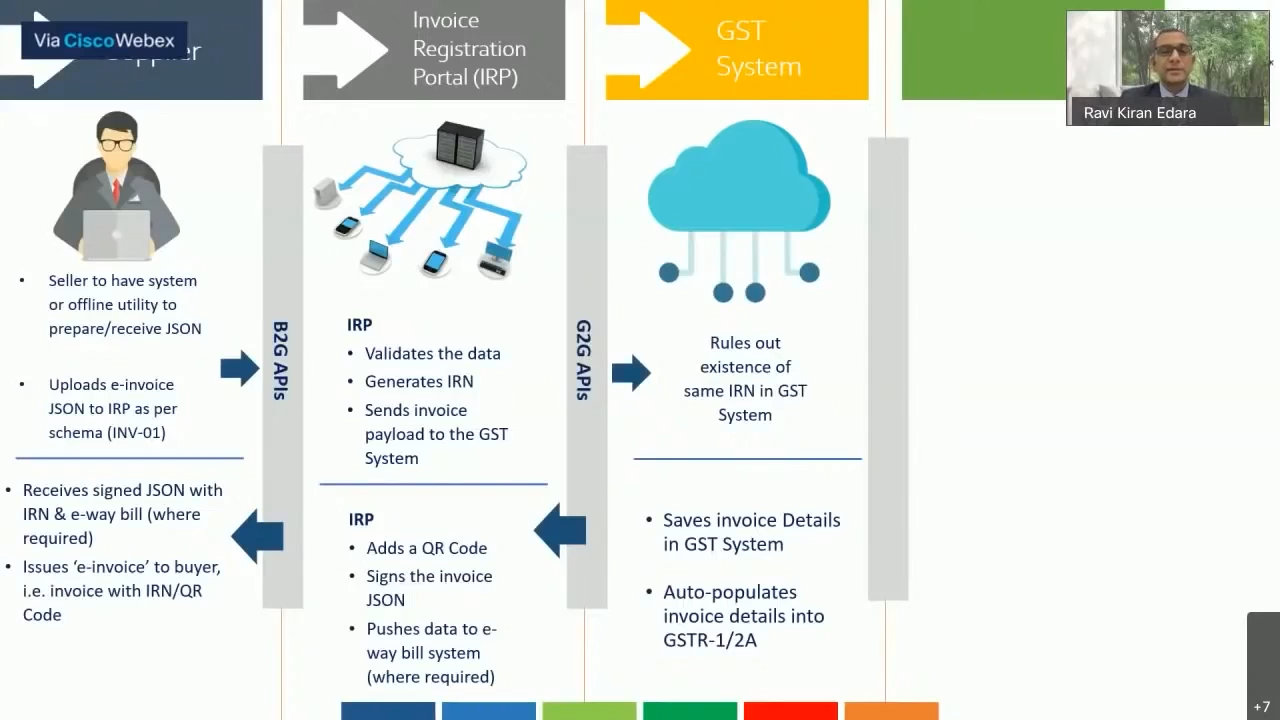 Via Cisco Webex
Invoice
Registration
Portal (IRP)
GST
System
Ravi Kiran Edara
• Seller to have system
or offline utility to
prepare/receive JSON
• Uploads e-invoice
JSON to IRP as per
schema (INV-01)
• Receives signed JSON with
IRN & e-way bill (where
required)
• Issues ‘e-invoice’ to buyer,
i.e. invoice with IRN/QR
Code
B2G APIs
IRP
• Validates the data
• Generates IRN
• Sends invoice
payload to the GST
System
IRP
• Adds a QR Code
• Signs the invoice
JSON
• Pushes data to e-
way bill system
(where required)
G2G APIs
Rules out
existence of
same IRN in GST
System
• Saves invoice Details
in GST System
• Auto-populates
invoice details into
GSTR-1/2A
+7